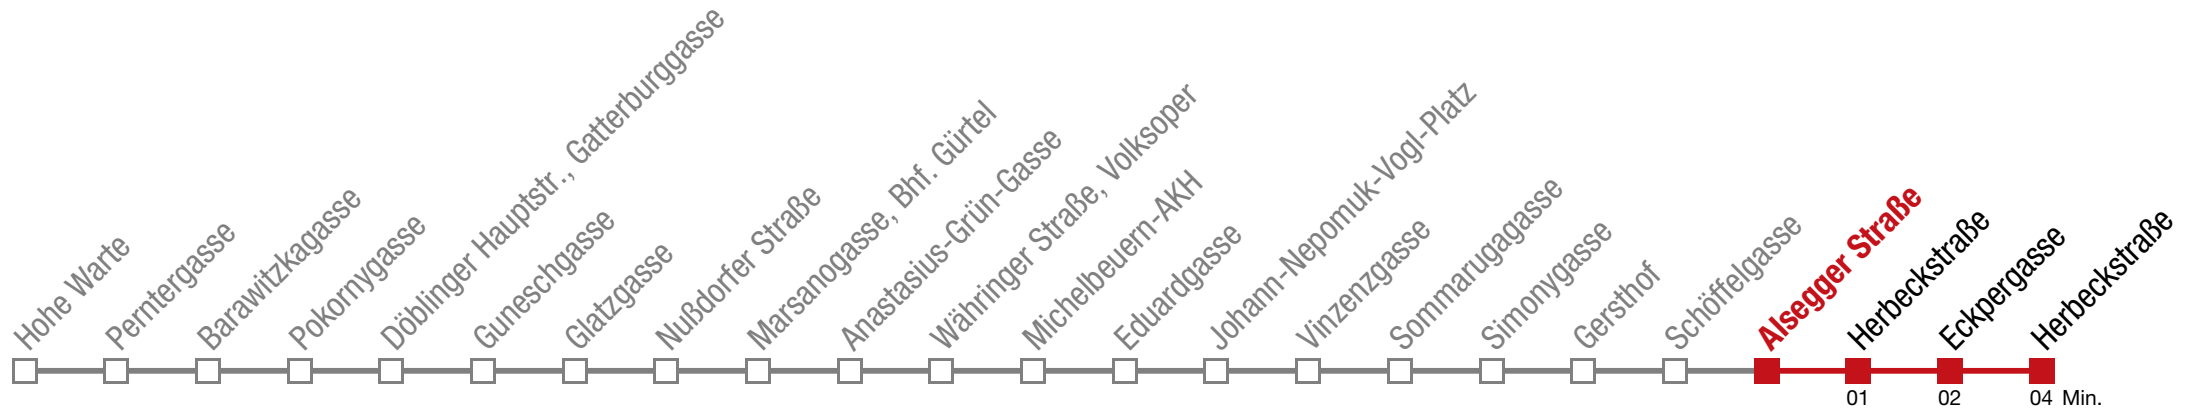 Hohe Warte
Perntergasse
Barawitzkagasse
Pokornygasse
Döblinger Hauptstr., Gatterburggasse
Guneschgasse
Glatzgasse
Nußdorfer Straße
Marsanogasse, Bhf. Gürtel
Anastasius-Grün-Gasse
Währinger Straße, Volksoper
Michelbeuern-AKH
Eduardgasse
Johann-Nepomuk-Vogl-Platz
Vinzenzgasse
Sommarugagasse
Simonygasse
Gersthof
Schöffelgasse
Alsegger Straße
Herbeckstraße
Eckpergasse
Herbeckstraße
01 02 04 Min.